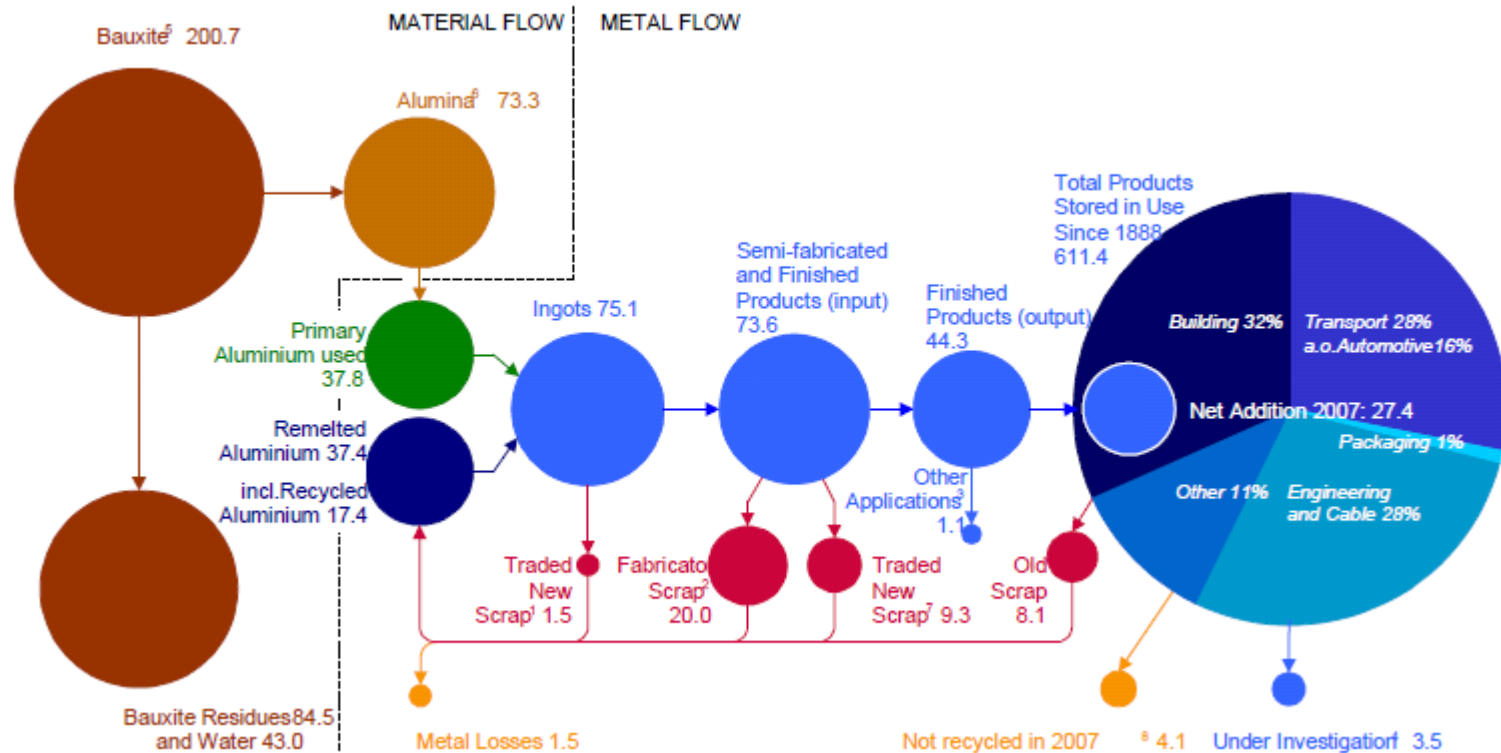 MATERIAL FLOW
METAL FLOW
Bauxite⁵ 200.7
Alumina⁶ 73.3
Total Products
Stored in Use
Since 1888
611.4
Semi-fabricated
and Finished
Products (input)
73.6
Finished
Products (output)
44.3
Ingots 75.1
Primary
Aluminium used
37.8
Remelted
Aluminium 37.4
incl.Recycled
Aluminium 17.4
Building 32%
Transport 28%
a.o.Automotive16%
Net Addition 2007: 27.4
Packaging 1%
Other 11%
Engineering
and Cable 28%
Other
Applications³
1.1
Traded
New
Scrap¹ 1.5
Fabricato
Scrap²
20.0
Traded
New
Scrap⁷ 9.3
Old
Scrap
8.1
Bauxite Residues84.5
and Water 43.0
Metal Losses 1.5
Not recycled in 2007 ⁸ 4.1
Under Investigation 3.5